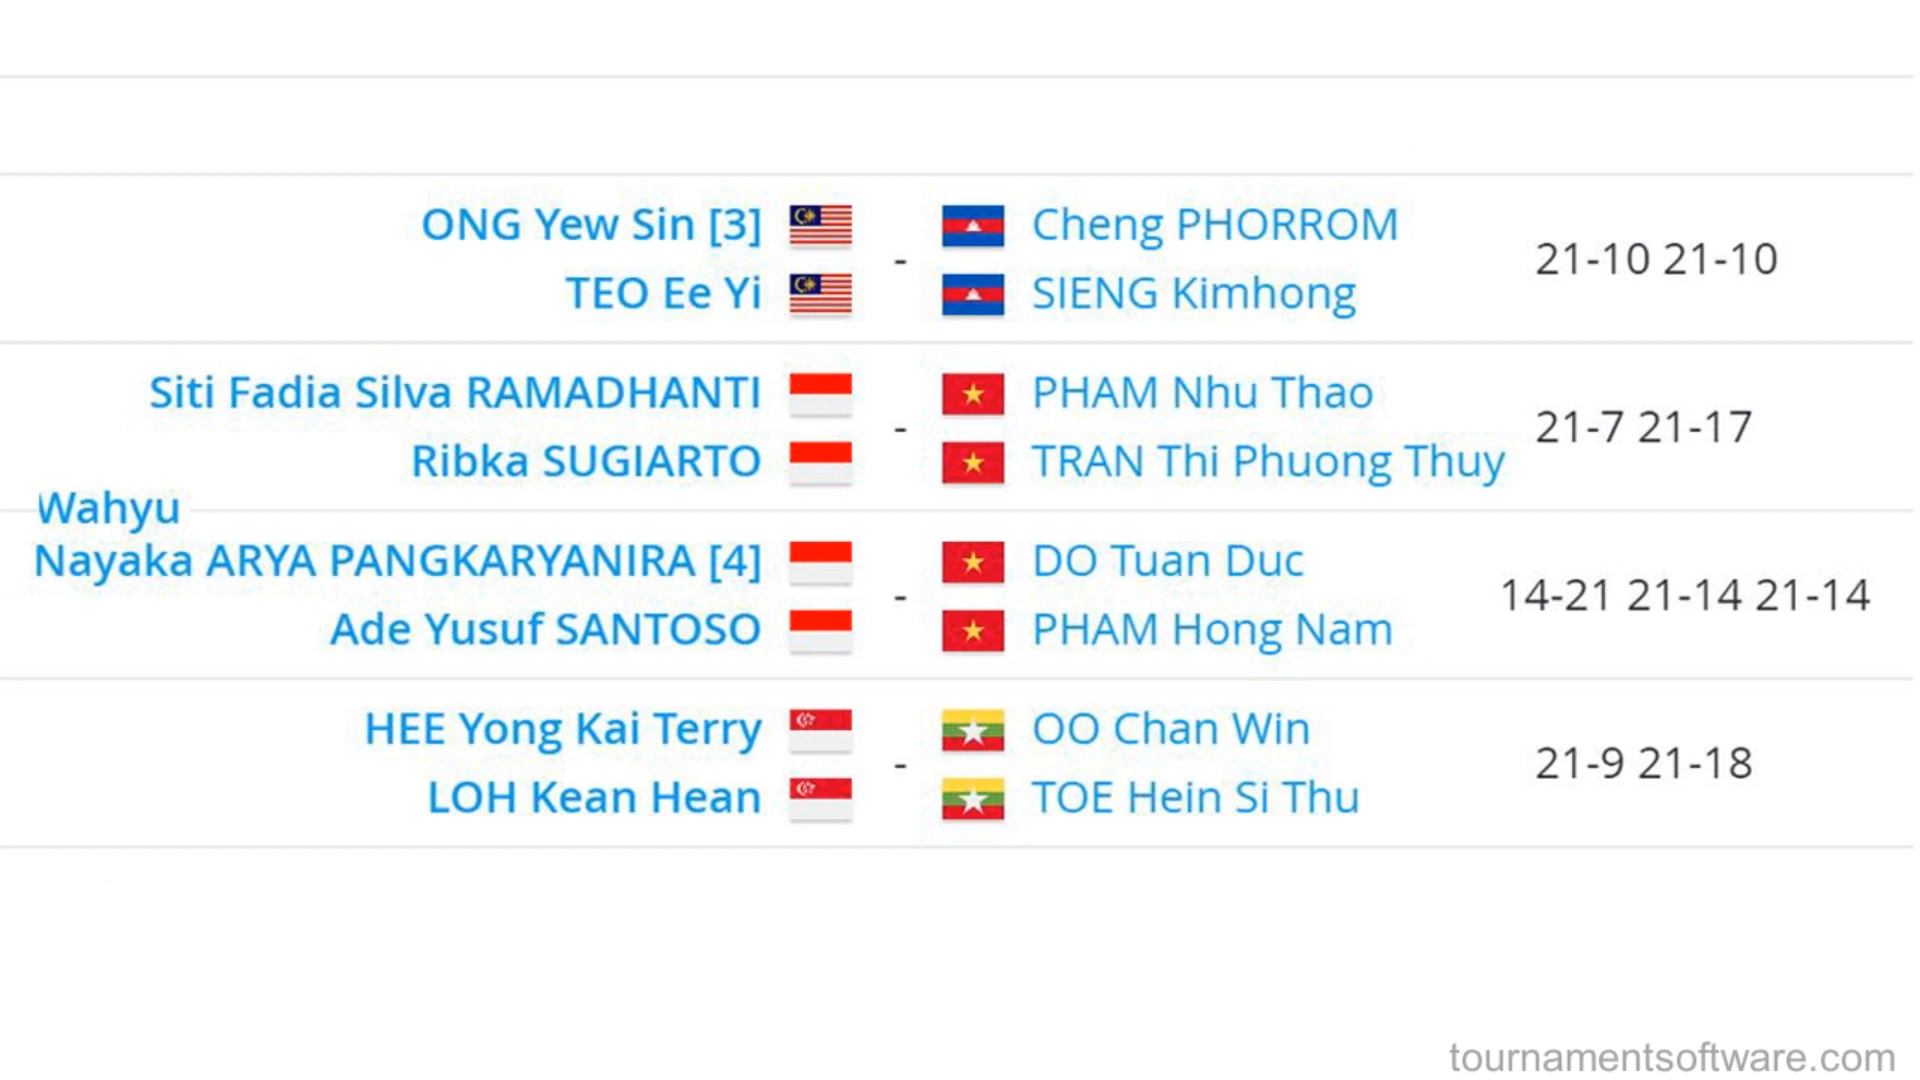 ONG Yew Sin [3] - Cheng PHORROM 21-10 21-10
TEO Ee Yi SIENG Kimhong
Siti Fadia Silva RAMADHANTI - PHAM Nhu Thao 21-7 21-17
Ribka SUGIARTO TRAN Thi Phuong Thuy
Wahyu
Nayaka ARYA PANGKARYANIRA [4] - DO Tuan Duc 14-21 21-14 21-14
Ade Yusuf SANTOSO PHAM Hong Nam
HEE Yong Kai Terry - OO Chan Win 21-9 21-18
LOH Kean Hean TOE Hein Si Thu
tournamentsoftware.com